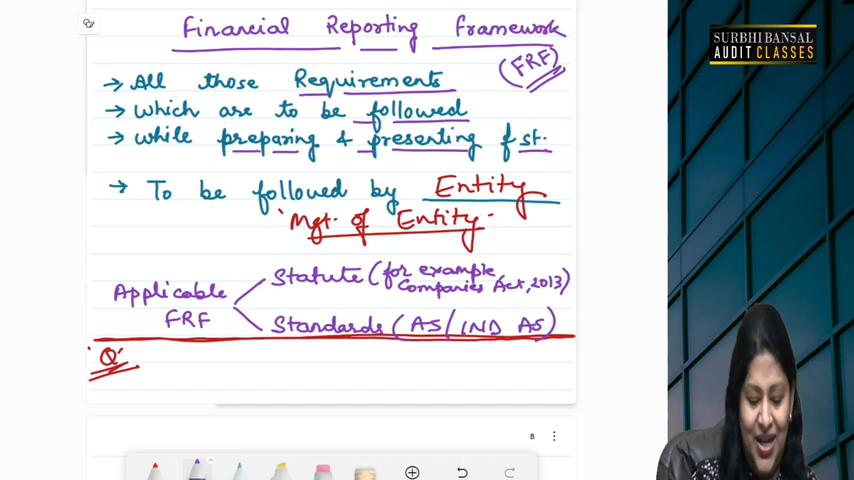 Financial Reporting Framework
(FRF)
→ All those Requirements
→ which are to be followed
→ while preparing & presenting f st.
→ To be followed by Entity
'Mgt. of Entity'
Applicable FRF
Statute (for example Companies Act, 2013)
Standards (AS/IND AS)
'Q'
8
SURBHI BANSAL
AUDIT CLASSES